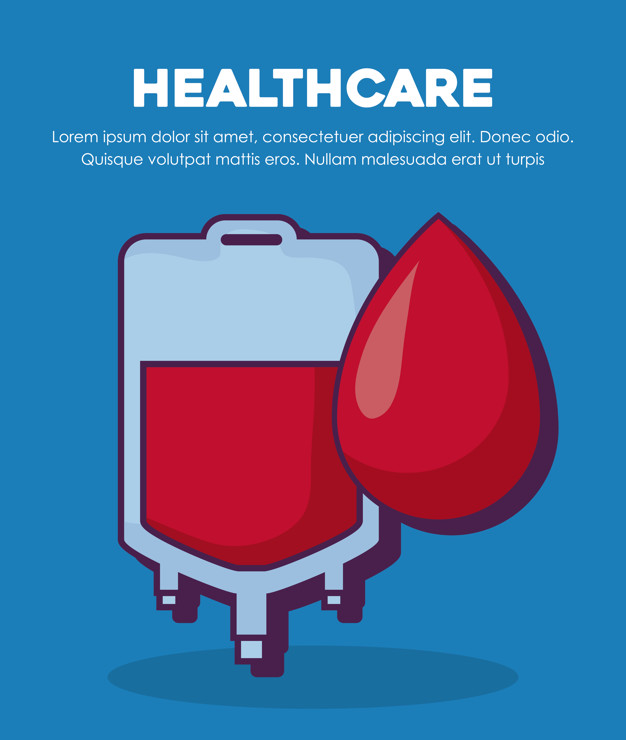 HEALTHCARE
Lorem ipsum dolor sit amet, consectetuer adipiscing elit. Donec odio.
Quisque volutpat mattis eros. Nullam malesuada erat ut turpis